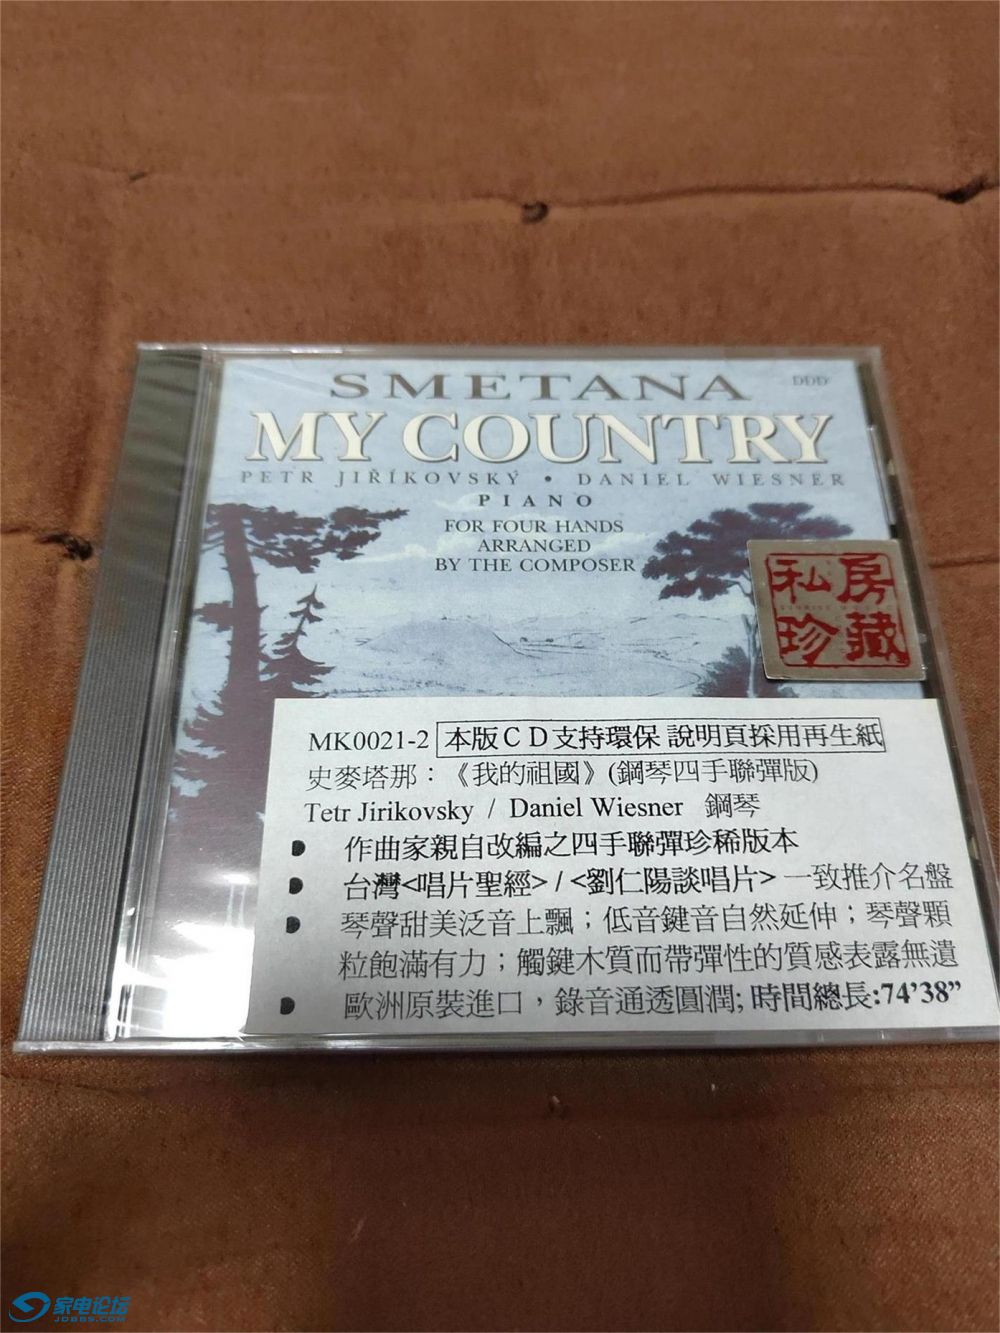 SMETANA
DDD
MY COUNTRY
PETR JIŘÍKOVSKÝ • DANIEL WIESNER
PIANO
FOR FOUR HANDS
ARRANGED
BY THE COMPOSER
私房
珍藏
MK0021-2 本版CD支持環保 說明頁採用再生紙
史麥塔那：《我的祖國》(鋼琴四手聯彈版)
Tetr Jirikovsky / Daniel Wiesner 鋼琴
作曲家親自改編之四手聯彈珍稀版本
台灣<唱片聖經> / <劉仁陽談唱片> 一致推介名盤
琴聲甜美泛音上飄；低音鍵音自然延伸；琴聲顆
粒飽滿有力；觸鍵木質而帶彈性的質感表露無遺
歐洲原裝進口，錄音通透圓潤; 時間總長:74’38”
家电论坛
JDBBS.COM